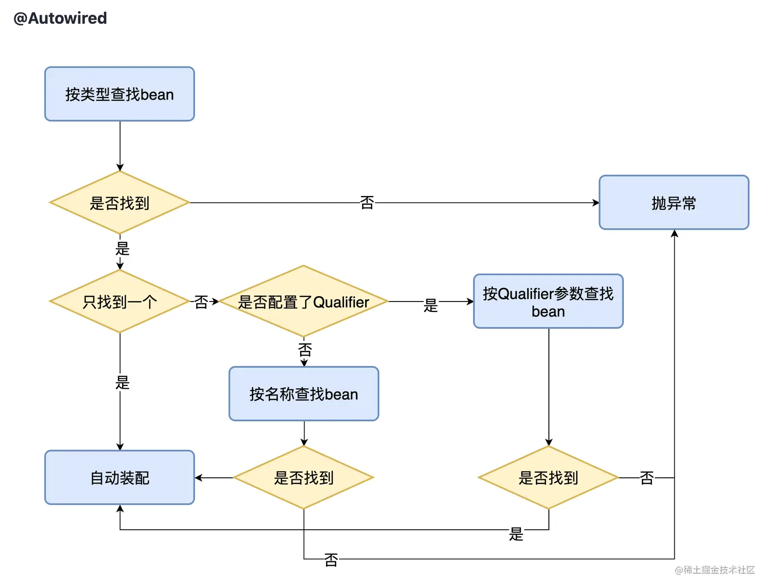 @Autowired
按类型查找bean
是否找到
否
抛异常
是
只找到一个
否
是否配置了Qualifier
是
按Qualifier参数查找
bean
否
是
按名称查找bean
自动装配
是否找到
是否找到
否
是
否
@稀土掘金技术社区